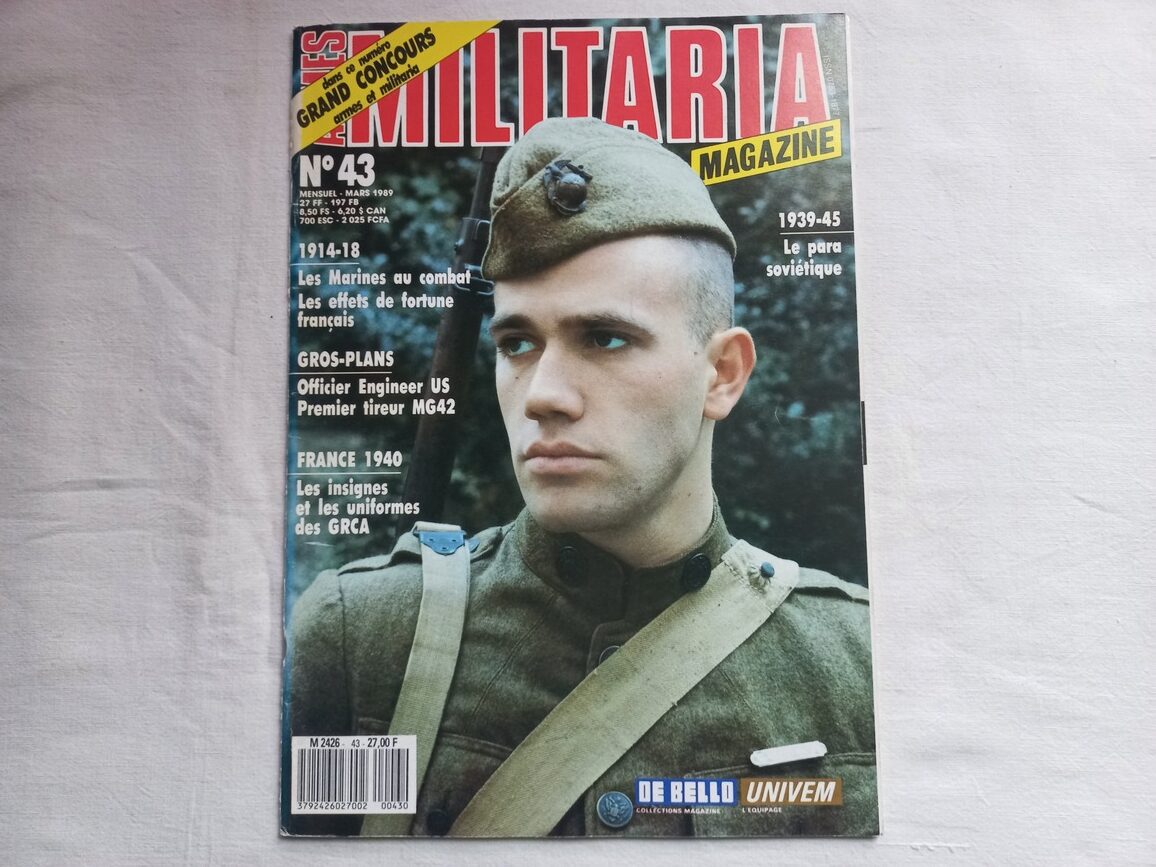 dans ce numéro
GRAND CONCOURS
armes et militaria
MILITARIA
MAGAZINE
N° 43
MENSUEL - MARS 1989
27 FF - 197 FB
8,50 FS - 6,20 $ CAN
700 ESC - 2 025 FCFA
1914-18
Les Marines au combat
Les effets de fortune
français
GROS-PLANS
Officier Engineer US
Premier tireur MG42
FRANCE 1940
Les insignes
et les uniformes
des GRCA
1939-45
Le para
soviétique
M 2426 - 43 - 27,00 F
3792426027002 00430
DE BELLO
COLLECTIONS MAGAZINE
UNIVEM
L'EQUIPAGE